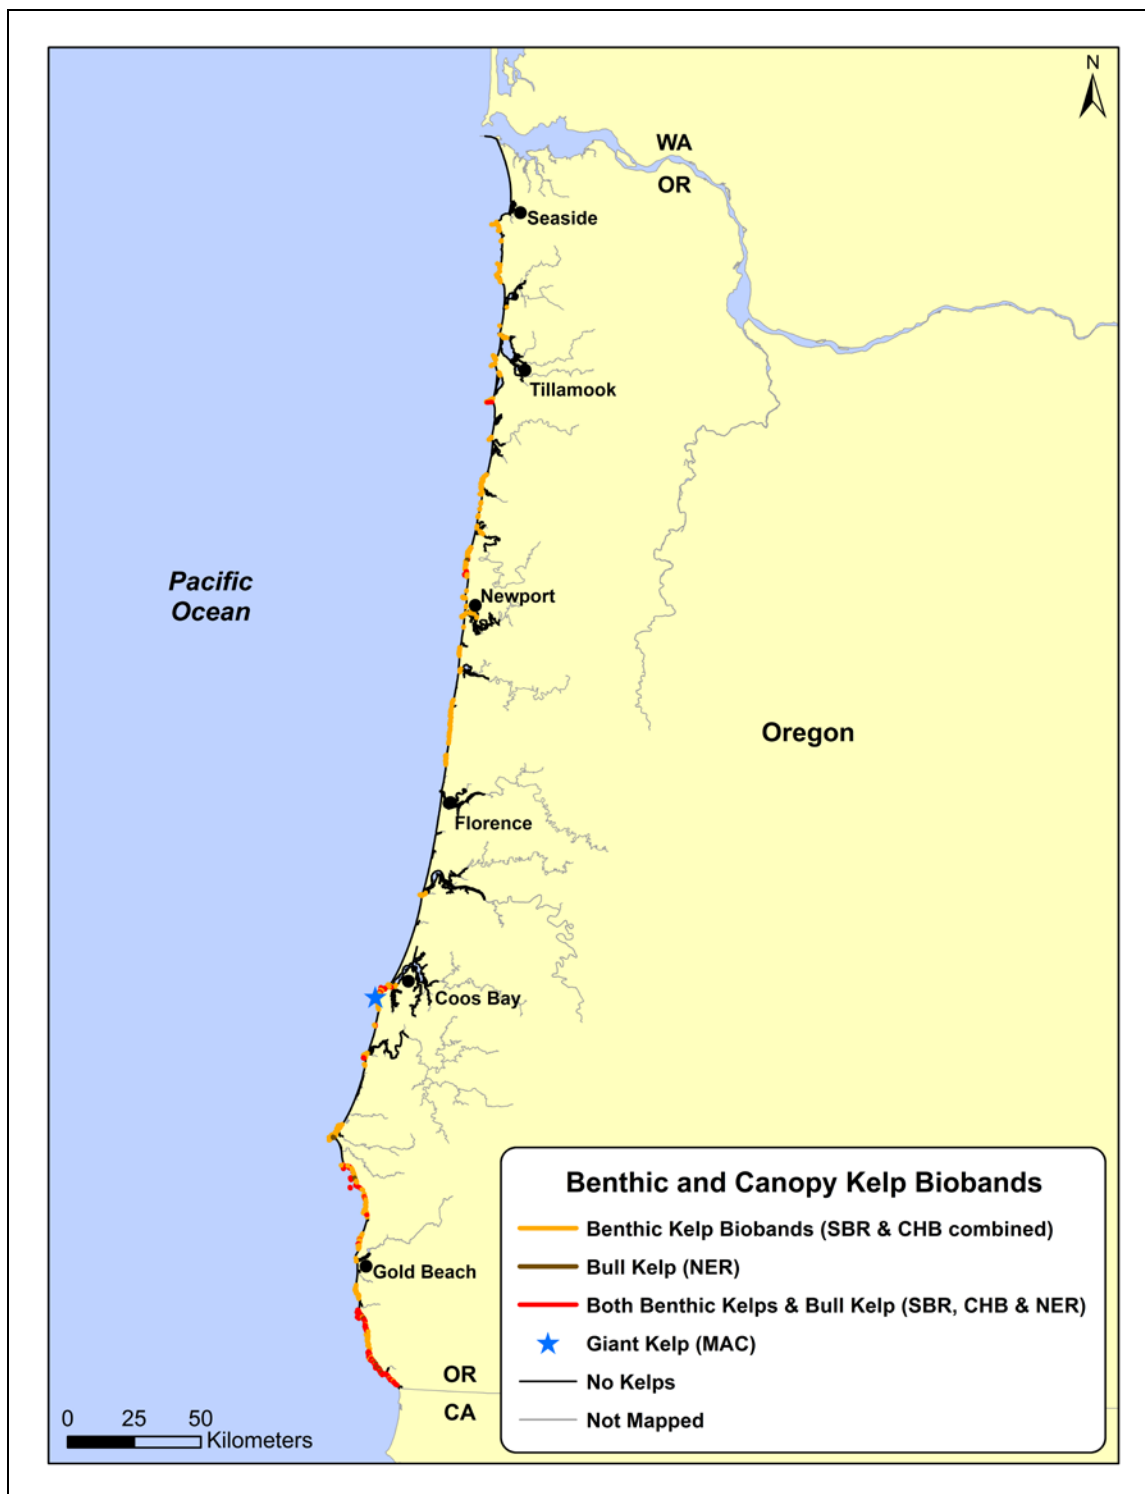 N
WA
OR
Seaside
Tillamook
Pacific
Ocean
Newport
Oregon
Florence
Coos Bay
Gold Beach
OR
CA
Benthic and Canopy Kelp Biobands
Benthic Kelp Biobands (SBR & CHB combined)
Bull Kelp (NER)
Both Benthic Kelps & Bull Kelp (SBR, CHB & NER)
Giant Kelp (MAC)
No Kelps
Not Mapped
0 25 50
Kilometers